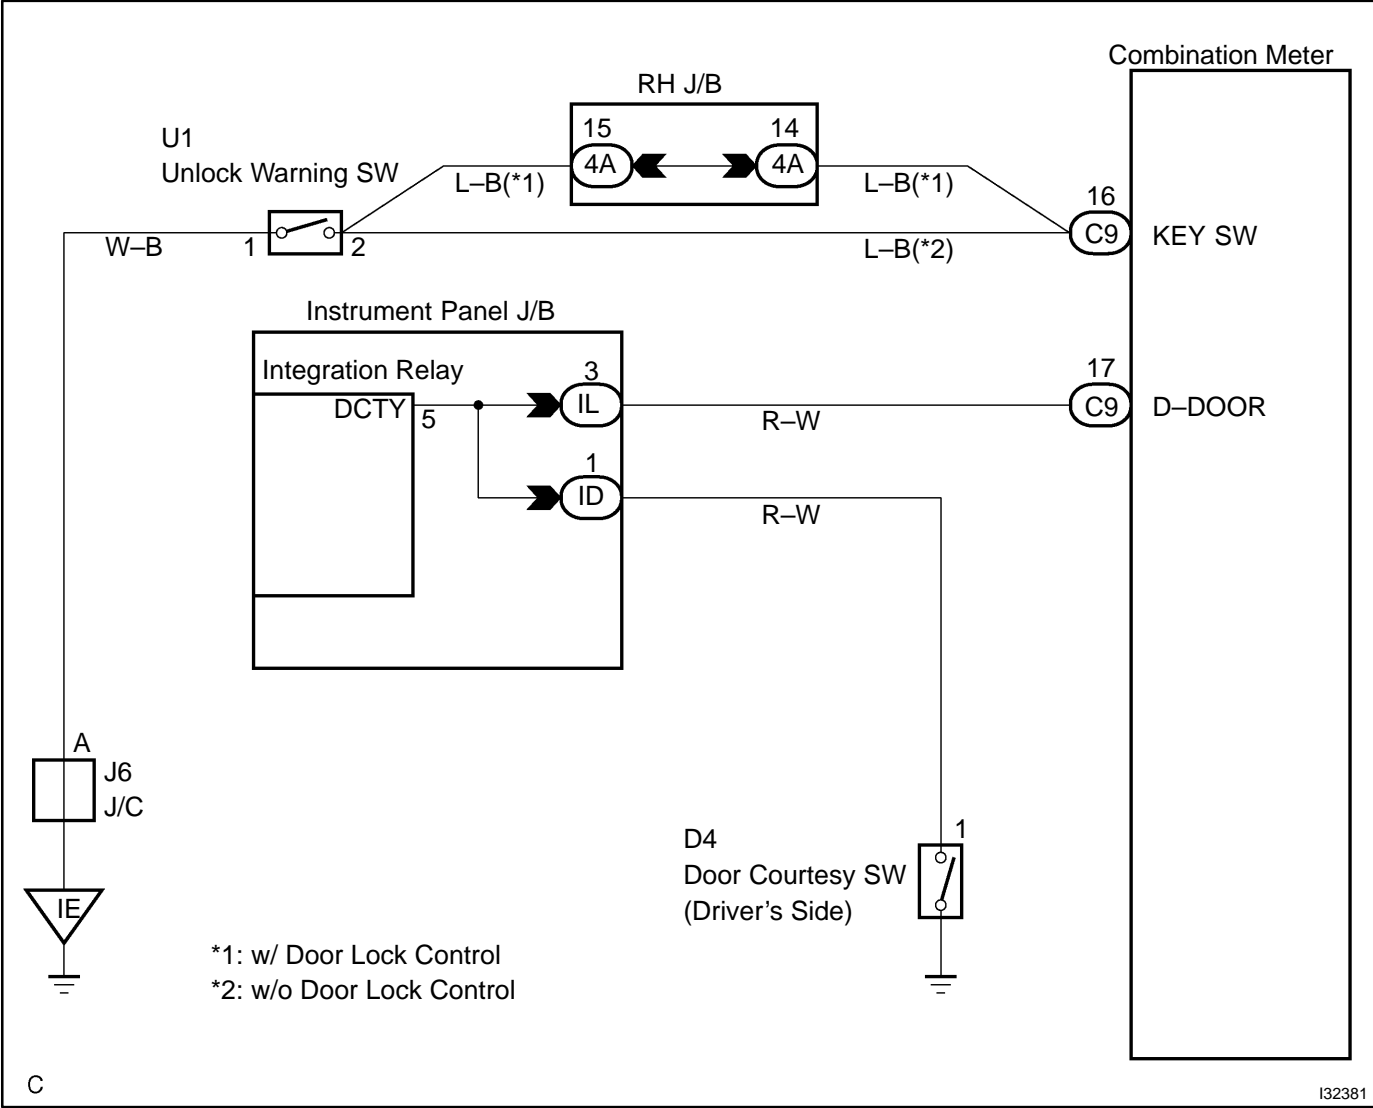 Combination Meter
RH J/B
15
14
U1
Unlock Warning SW
4A
4A
L–B(*1)
L–B(*1)
16
C9
KEY SW
W–B
1
2
L–B(*2)
Instrument Panel J/B
Integration Relay
3
17
DCTY
5
IL
C9
D–DOOR
R–W
1
ID
R–W
A
J6
J/C
D4
1
Door Courtesy SW
(Driver's Side)
IE
*1: w/ Door Lock Control
*2: w/o Door Lock Control
C
I32381